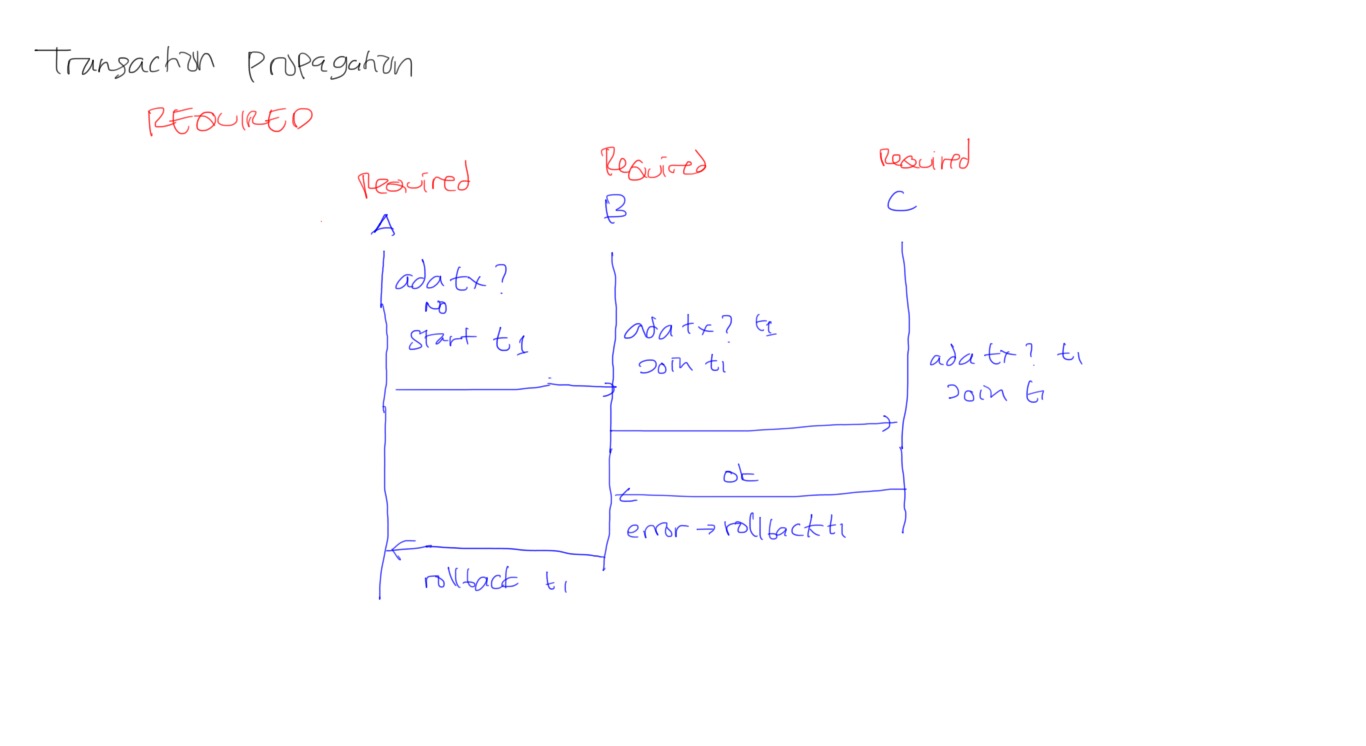 Transaction Propagation
REQUIRED
Required
Required
Required
A
B
C
ada tx?
NO
Start t1
ada tx? t1
Join t1
ada tx? t1
Join t1
ok
error → rollback t1
rollback t1